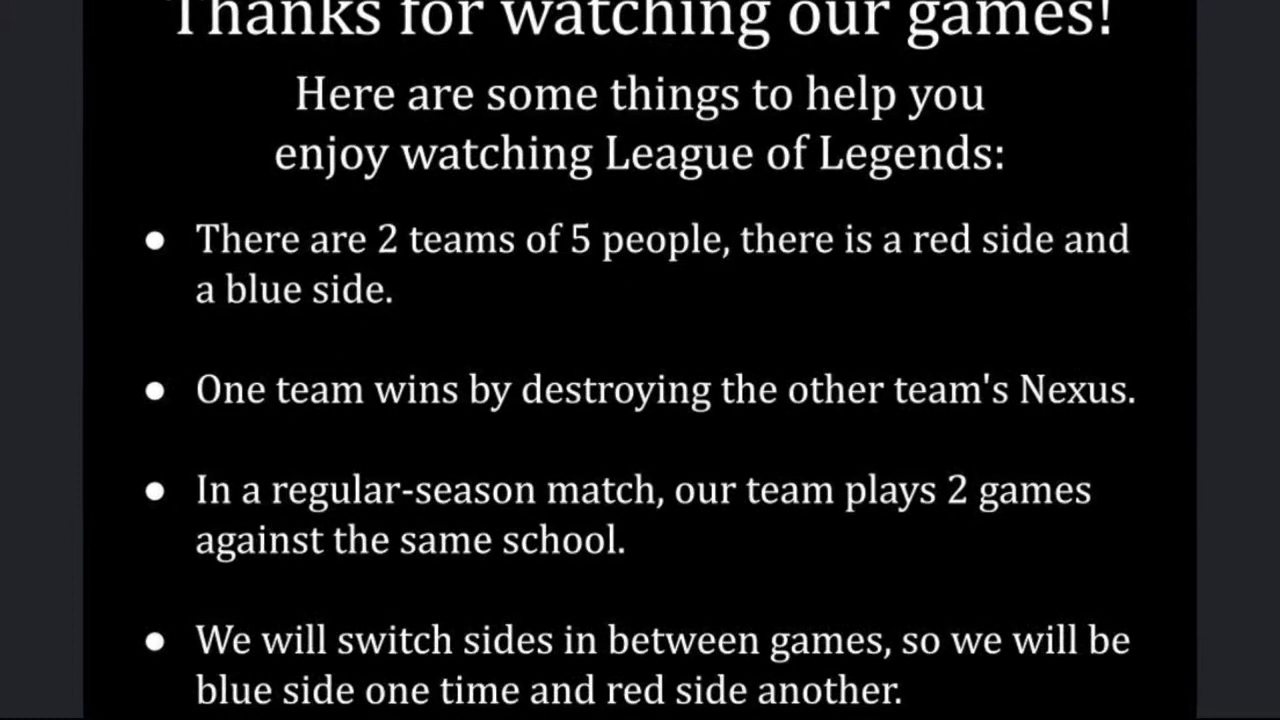 Thanks for watching our games!
Here are some things to help you
enjoy watching League of Legends:
● There are 2 teams of 5 people, there is a red side and
a blue side.
● One team wins by destroying the other team's Nexus.
● In a regular-season match, our team plays 2 games
against the same school.
● We will switch sides in between games, so we will be
blue side one time and red side another.